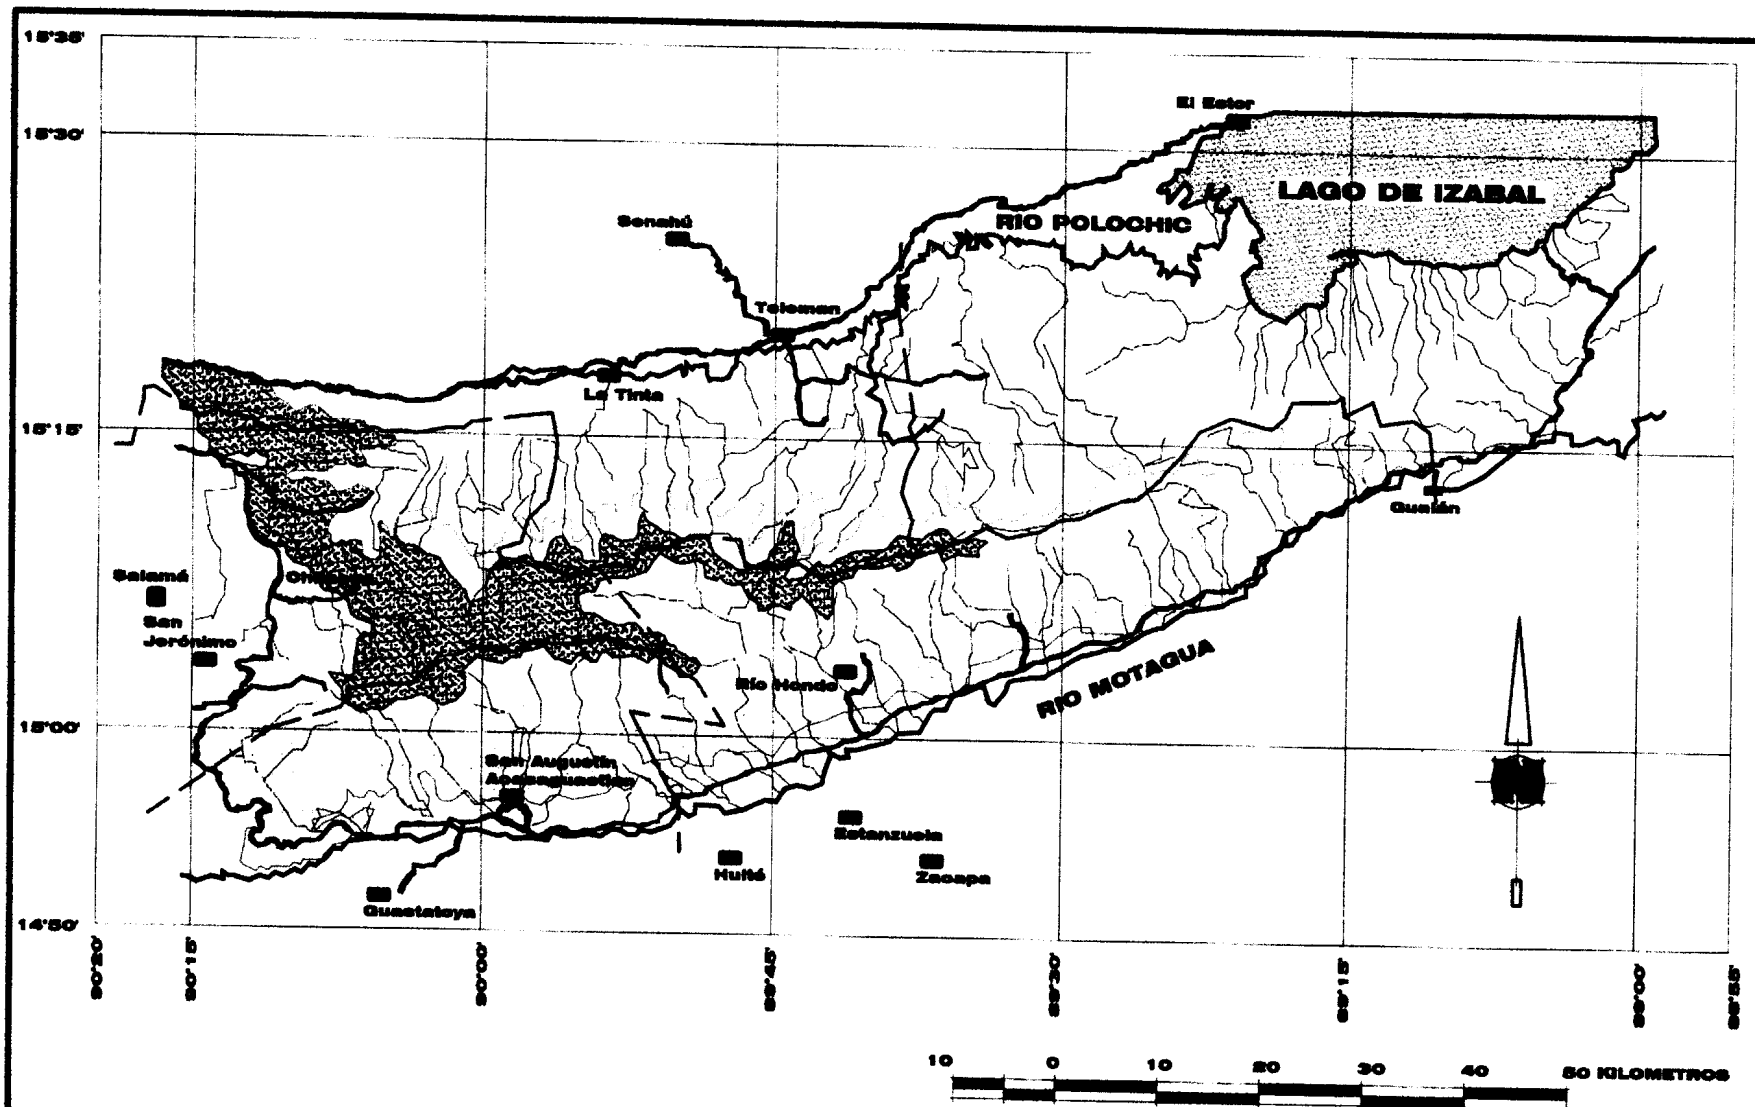 15°35'
15°30'
El Estor
LAGO DE IZABAL
RIO POLOCHIC
Senahú
Teleman
La Tinta
15°15'
Gualán
Salamá
San
Jerónimo
Río Hondo
RIO MOTAGUA
15°00'
San Augustín
Acasaguastlan
Estanzuela
Huité
Zacapa
Guastatoya
14°50'
90°20'
90°15'
90°00'
89°45'
89°30'
89°15'
89°00'
88°55'
10 0 10 20 30 40 50 KILOMETROS